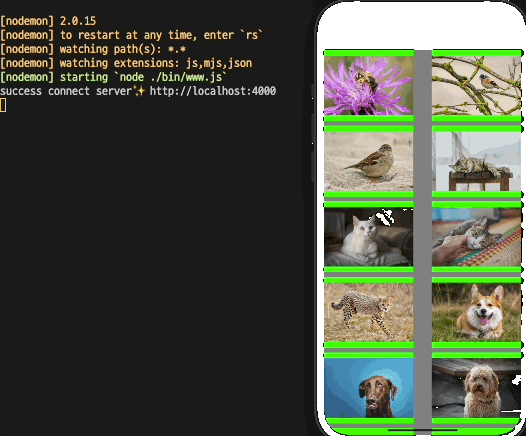 [nodemon] 2.0.15
[nodemon] to restart at any time, enter `rs`
[nodemon] watching path(s): *.*
[nodemon] watching extensions: js,mjs,json
[nodemon] starting `node ./bin/www.js`
success connect server✨ http://localhost:4000